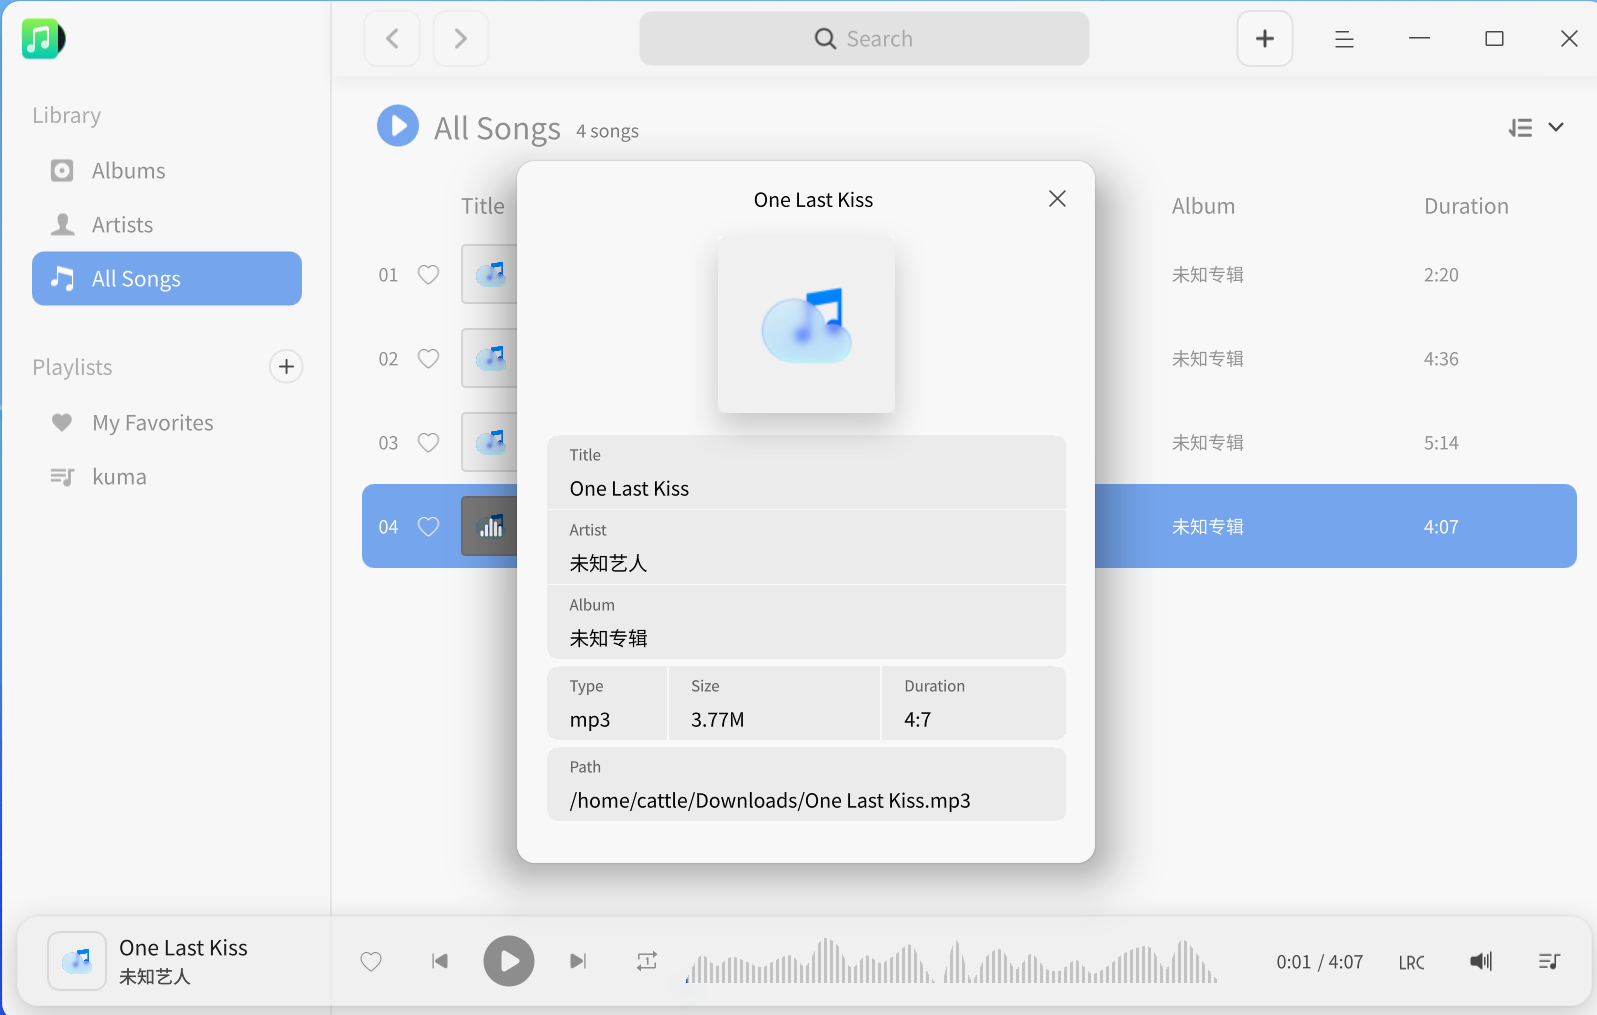 Search
Library
Albums
Artists
All Songs
Playlists
My Favorites
kuma
All Songs 4 songs
Title Album Duration
01 未知专辑 2:20
02 未知专辑 4:36
03 未知专辑 5:14
04 未知专辑 4:07
One Last Kiss
Title
One Last Kiss
Artist
未知艺人
Album
未知专辑
Type Size Duration
mp3 3.77M 4:7
Path
/home/cattle/Downloads/One Last Kiss.mp3
One Last Kiss
未知艺人
1
0:01 / 4:07 LRC